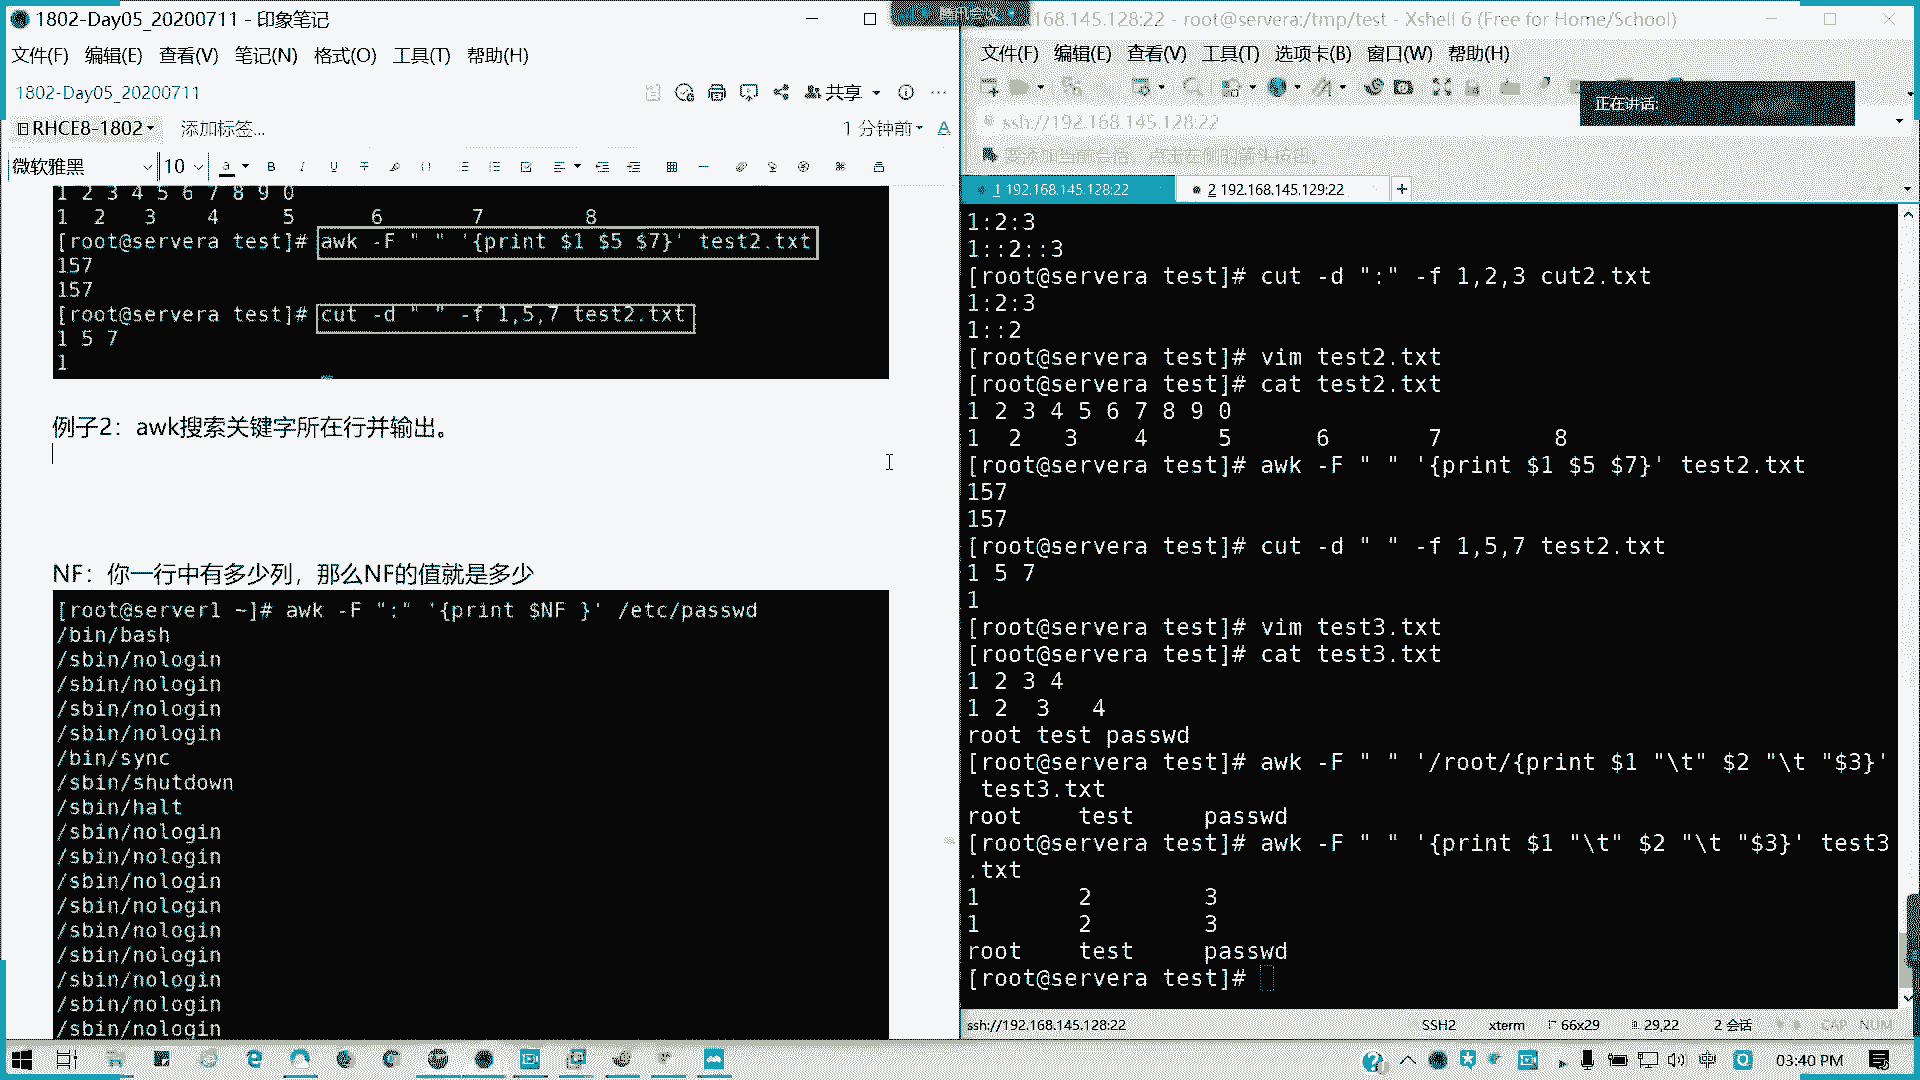 1802-Day05_20200711 - 印象笔记
文件(F) 编辑(E) 查看(V) 笔记(N) 格式(O) 工具(T) 帮助(H)
1802-Day05_20200711
共享
RHCE8-1802
添加标签...
1 分钟前
微软雅黑 10
1 2 3 4 5 6 7 8 9 0
1 2 3 4 5 6 7 8
[root@servera test]# awk -F " " '{print $1 $5 $7}' test2.txt
157
157
[root@servera test]# cut -d " " -f 1,5,7 test2.txt
1 5 7
1
例子2：awk搜索关键字所在行并输出。
NF：你一行中有多少列，那么NF的值就是多少
[root@server1 ~]# awk -F ":" '{print $NF }' /etc/passwd
/bin/bash
/sbin/nologin
/sbin/nologin
/sbin/nologin
/sbin/nologin
/bin/sync
/sbin/shutdown
/sbin/halt
/sbin/nologin
/sbin/nologin
/sbin/nologin
/sbin/nologin
/sbin/nologin
/sbin/nologin
/sbin/nologin
/sbin/nologin
/sbin/nologin
腾讯会议
168.145.128:22 - root@servera:/tmp/test - Xshell 6 (Free for Home/School)
文件(F) 编辑(E) 查看(V) 工具(T) 选项卡(B) 窗口(W) 帮助(H)
正在讲话:
ssh://192.168.145.128:22
要添加当前会话，点击左侧的箭头按钮。
1 192.168.145.128:22
2 192.168.145.129:22
1:2:3
1::2::3
[root@servera test]# cut -d ":" -f 1,2,3 cut2.txt
1:2:3
1::2
[root@servera test]# vim test2.txt
[root@servera test]# cat test2.txt
1 2 3 4 5 6 7 8 9 0
1 2 3 4 5 6 7 8
[root@servera test]# awk -F " " '{print $1 $5 $7}' test2.txt
157
157
[root@servera test]# cut -d " " -f 1,5,7 test2.txt
1 5 7
1
[root@servera test]# vim test3.txt
[root@servera test]# cat test3.txt
1 2 3 4
1 2 3 4
root test passwd
[root@servera test]# awk -F " " '/root/{print $1 "\t" $2 "\t "$3}'
test3.txt
root test passwd
[root@servera test]# awk -F " " '{print $1 "\t" $2 "\t "$3}' test3
.txt
1 2 3
1 2 3
root test passwd
[root@servera test]#
ssh://192.168.145.128:22 SSH2 xterm 66x29 29,22 2 会话 CAP NUM
中 03:40 PM